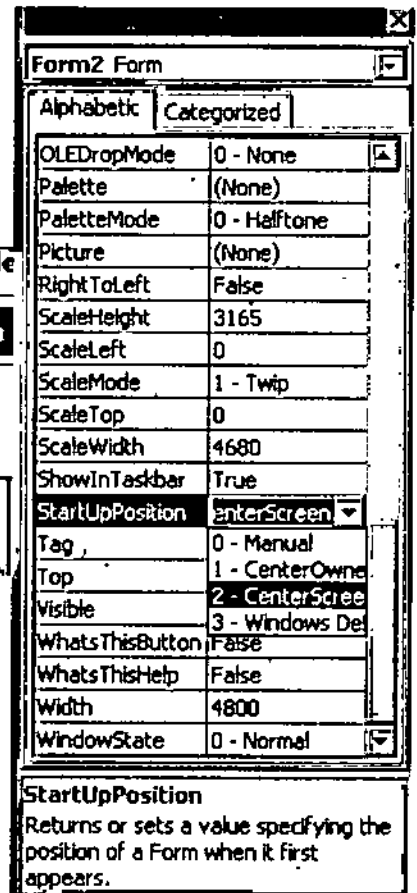 Form2 Form
Alphabetic Categorized
OLEDropMode 0 - None
Palette (None)
PaletteMode 0 - Halftone
Picture (None)
RightToLeft False
ScaleHeight 3165
ScaleLeft 0
ScaleMode 1 - Twip
ScaleTop 0
ScaleWidth 4680
ShowInTaskbar True
StartUpPosition enterScreen
Tag 0 - Manual
Top 1 - CenterOwne
Visible 2 - CenterScree
3 - Windows Def
WhatsThisButton False
WhatsThisHelp False
Width 4800
WindowState 0 - Normal
StartUpPosition
Returns or sets a value specifying the
position of a Form when it first
appears.